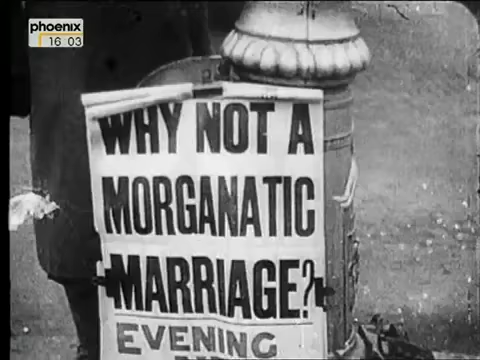 phoenix
16 03
WHY NOT A
MORGANATIC
MARRIAGE?
EVENING